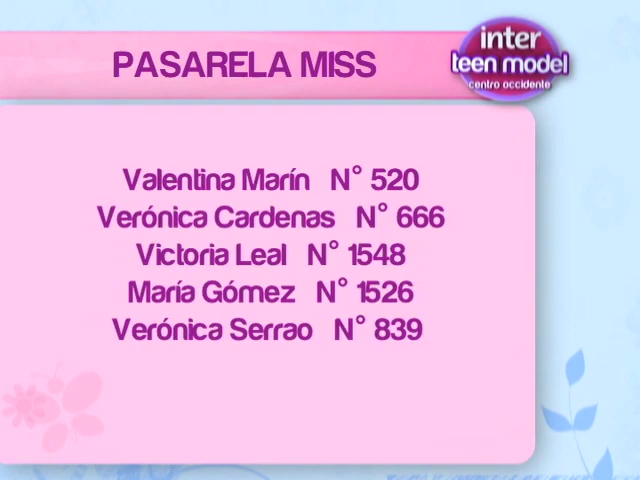 PASARELA MISS
inter
teen model
centro occidente
Valentina Marín N° 520
Verónica Cardenas N° 666
Victoria Leal N° 1548
María Gómez N° 1526
Verónica Serrao N° 839